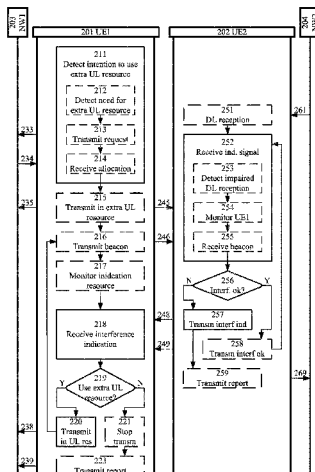 203
NW1
201 UE1
202 UE2
204
NW2
211
Detect intention to use
extra UL resource
212
Detect need for
extra UL resource
213
Transmit request
214
Receive allocation
215
Transmit in extra UL
resource
216
Transmit beacon
217
Monitor inidcation
resource
218
Receive interference
indication
219
Use extra UL
resource?
Y
N
220
Transmit
in UL res
221
Stop
transm
Transmit report
233
234
235
238
239
245
246
248
249
251
DL reception
252
Receive ind. signal
253
Detect impaired
DL reception
254
Monitor UE1
255
Receive beacon
256
Interf. ok?
N
Y
257
Transm interf ind
258
Transm interf ok
259
Transmit report
261
269